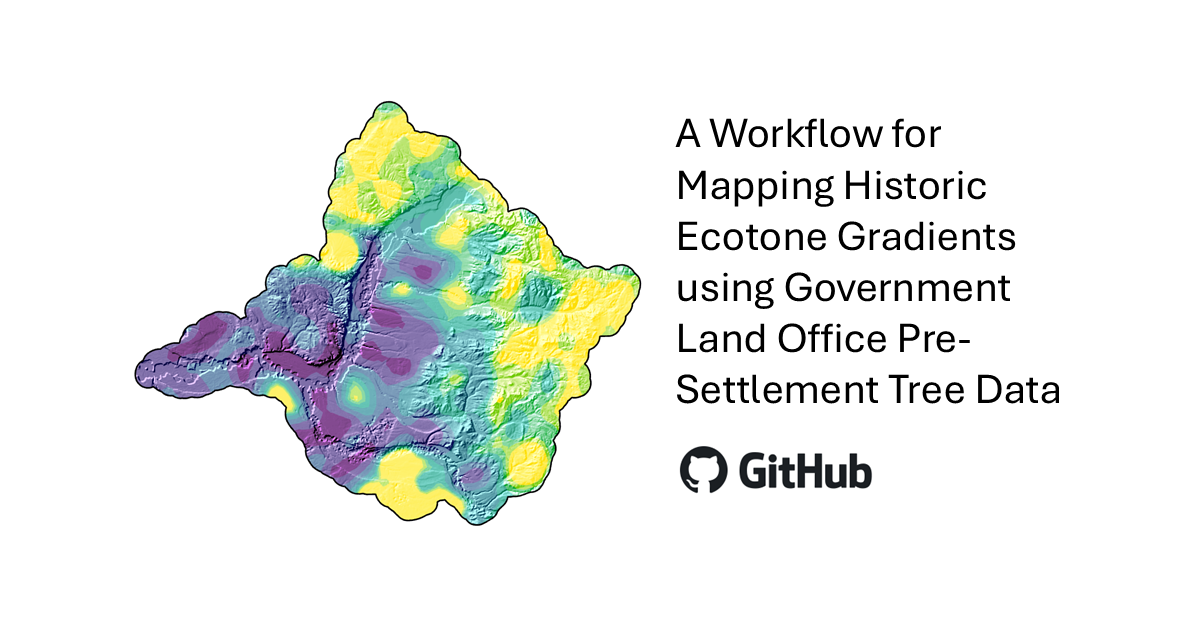 A Workflow for
Mapping Historic
Ecotone Gradients
using Government
Land Office Pre-
Settlement Tree Data
GitHub